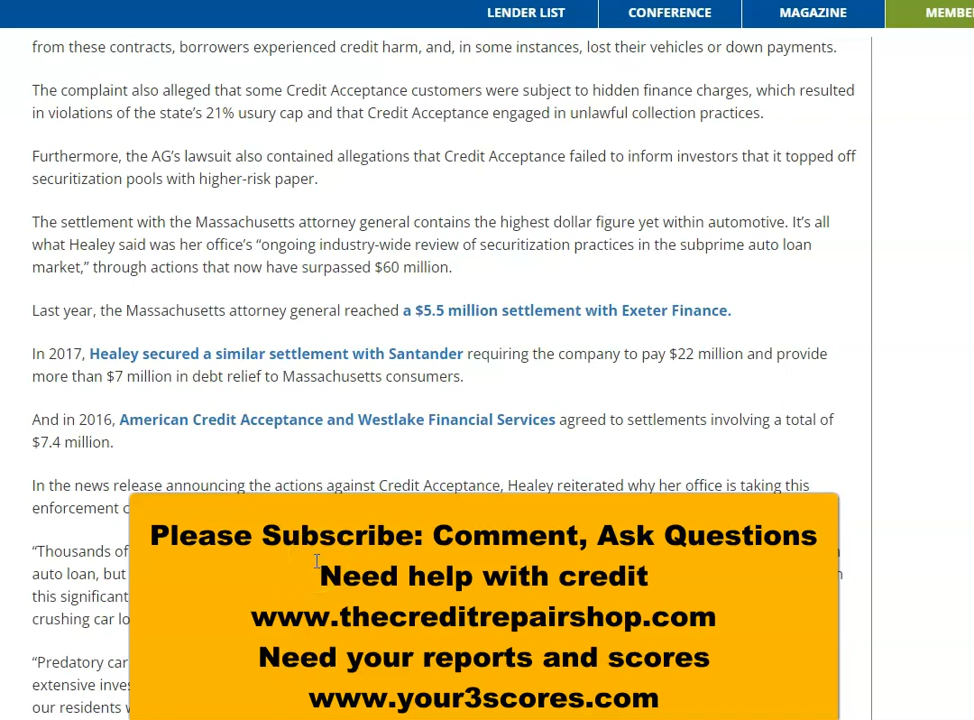 LENDER LIST CONFERENCE MAGAZINE MEMBE
from these contracts, borrowers experienced credit harm, and, in some instances, lost their vehicles or down payments.
The complaint also alleged that some Credit Acceptance customers were subject to hidden finance charges, which resulted
in violations of the state’s 21% usury cap and that Credit Acceptance engaged in unlawful collection practices.
Furthermore, the AG’s lawsuit also contained allegations that Credit Acceptance failed to inform investors that it topped off
securitization pools with higher-risk paper.
The settlement with the Massachusetts attorney general contains the highest dollar figure yet within automotive. It’s all
what Healey said was her office’s “ongoing industry-wide review of securitization practices in the subprime auto loan
market,” through actions that now have surpassed $60 million.
Last year, the Massachusetts attorney general reached a $5.5 million settlement with Exeter Finance.
In 2017, Healey secured a similar settlement with Santander requiring the company to pay $22 million and provide
more than $7 million in debt relief to Massachusetts consumers.
And in 2016, American Credit Acceptance and Westlake Financial Services agreed to settlements involving a total of
$7.4 million.
In the news release announcing the actions against Credit Acceptance, Healey reiterated why her office is taking this
enforcement
“Thousands of
auto loan, but
this significant
crushing car lo
“Predatory car
extensive inves
our residents
Please Subscribe: Comment, Ask Questions
Need help with credit
www.thecreditrepairshop.com
Need your reports and scores
www.your3scores.com